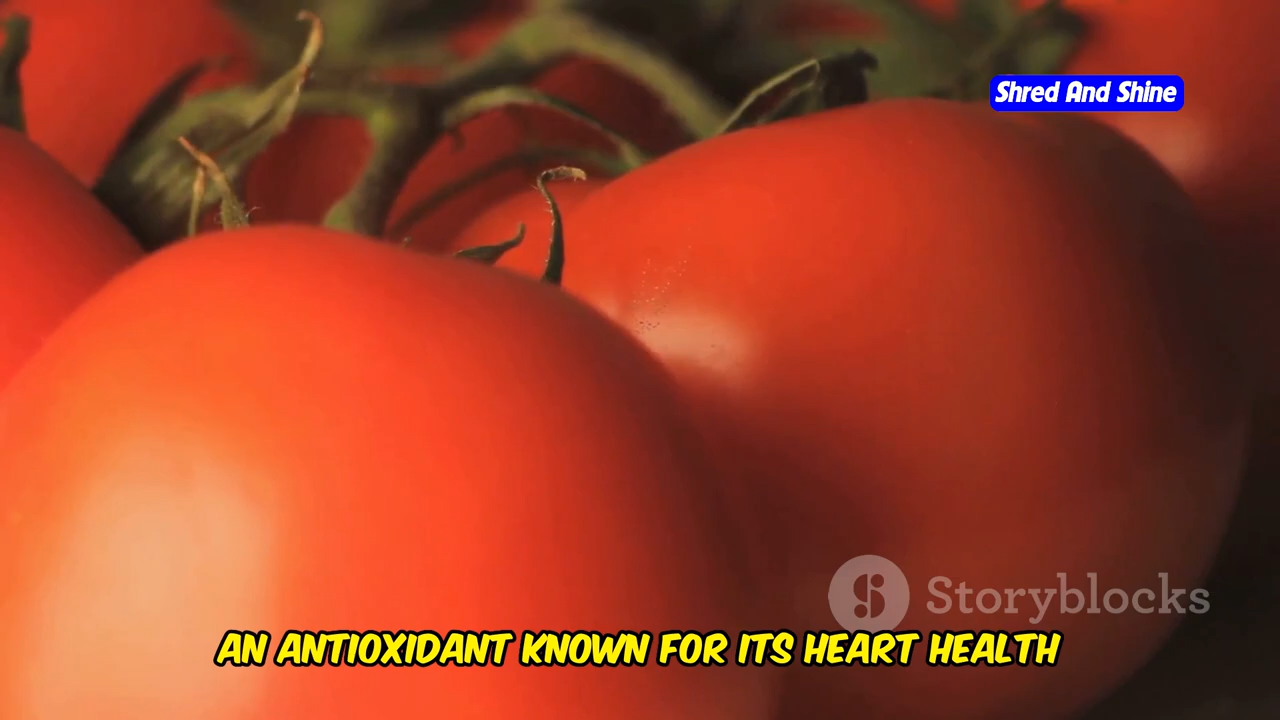 Shred And Shine
Storyblocks
AN ANTIOXIDANT KNOWN FOR ITS HEART HEALTH